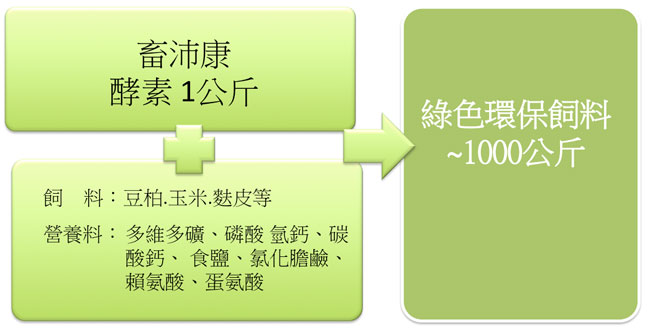 畜沛康
酵素 1公斤
飼　料：豆柏.玉米.麩皮等
營養料： 多維多礦、磷酸 氫鈣、碳
酸鈣、 食鹽、氯化膽鹼、
賴氨酸、蛋氨酸
綠色環保飼料
~1000公斤